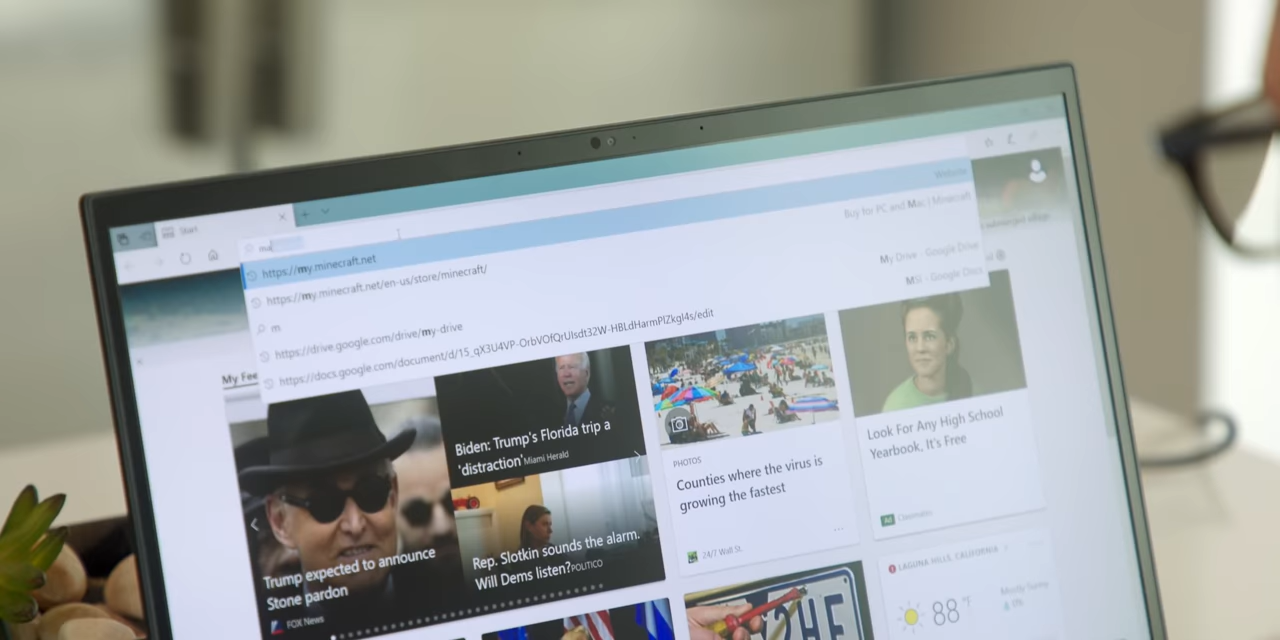 Start
ma
https://my.minecraft.net
Website
https://my.minecraft.net/en-us/store/minecraft/
Buy for PC and Mac | Minecraft
m
https://drive.google.com/drive/my-drive
My Drive - Google Drive
https://docs.google.com/document/d/
/edit
- Google Docs
My Fee
Trump expected to announce
Stone pardon
FOX News
Biden: Trump's Florida trip a
'distraction' Miami Herald
Rep. Slotkin sounds the alarm.
Will Dems listen? POLITICO
PHOTOS
Counties where the virus is
growing the fastest
24/7 Wall St.
Look For Any High School
Yearbook, It's Free
Ad Classmates
LAGUNA HILLS, CALIFORNIA
88°F
Mostly Sunny
0%